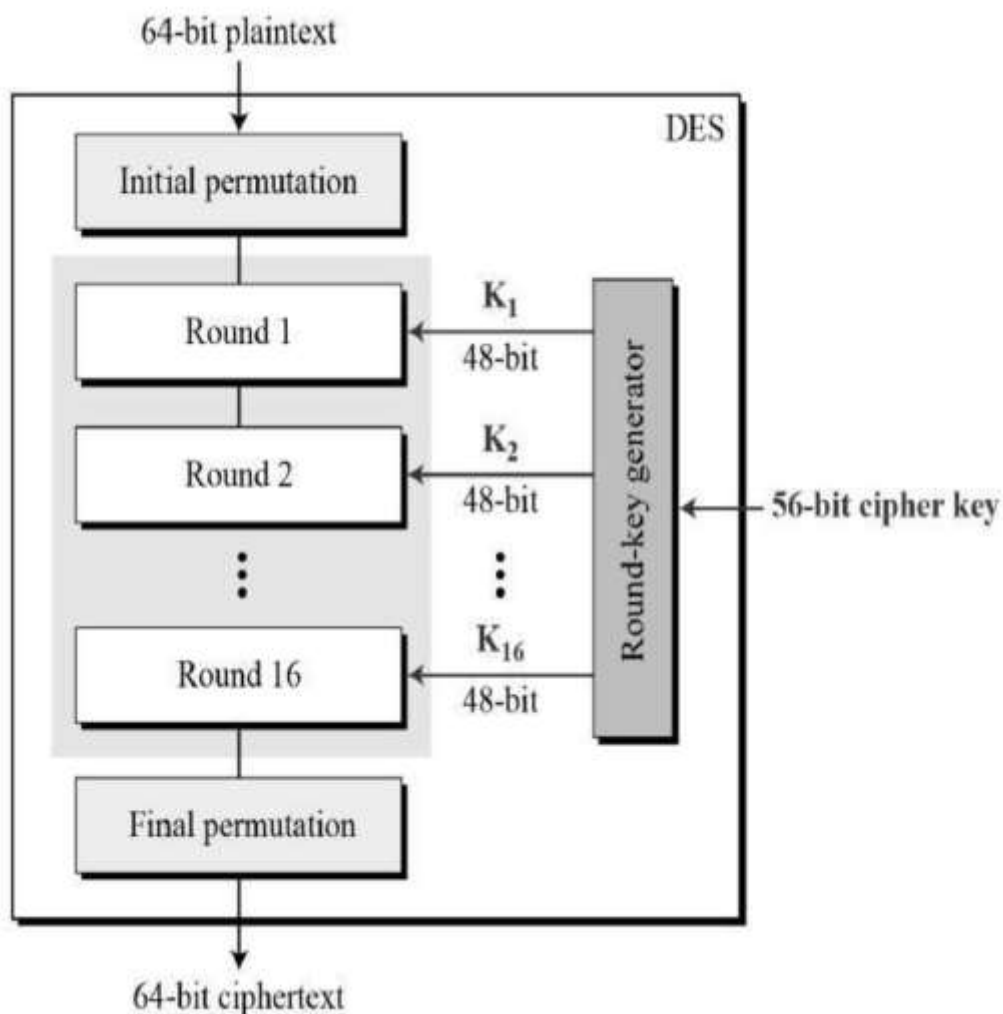 64-bit plaintext
DES
Initial permutation
Round 1
K1
48-bit
Round 2
K2
48-bit
Round-key generator
56-bit cipher key
Round 16
K16
48-bit
Final permutation
64-bit ciphertext